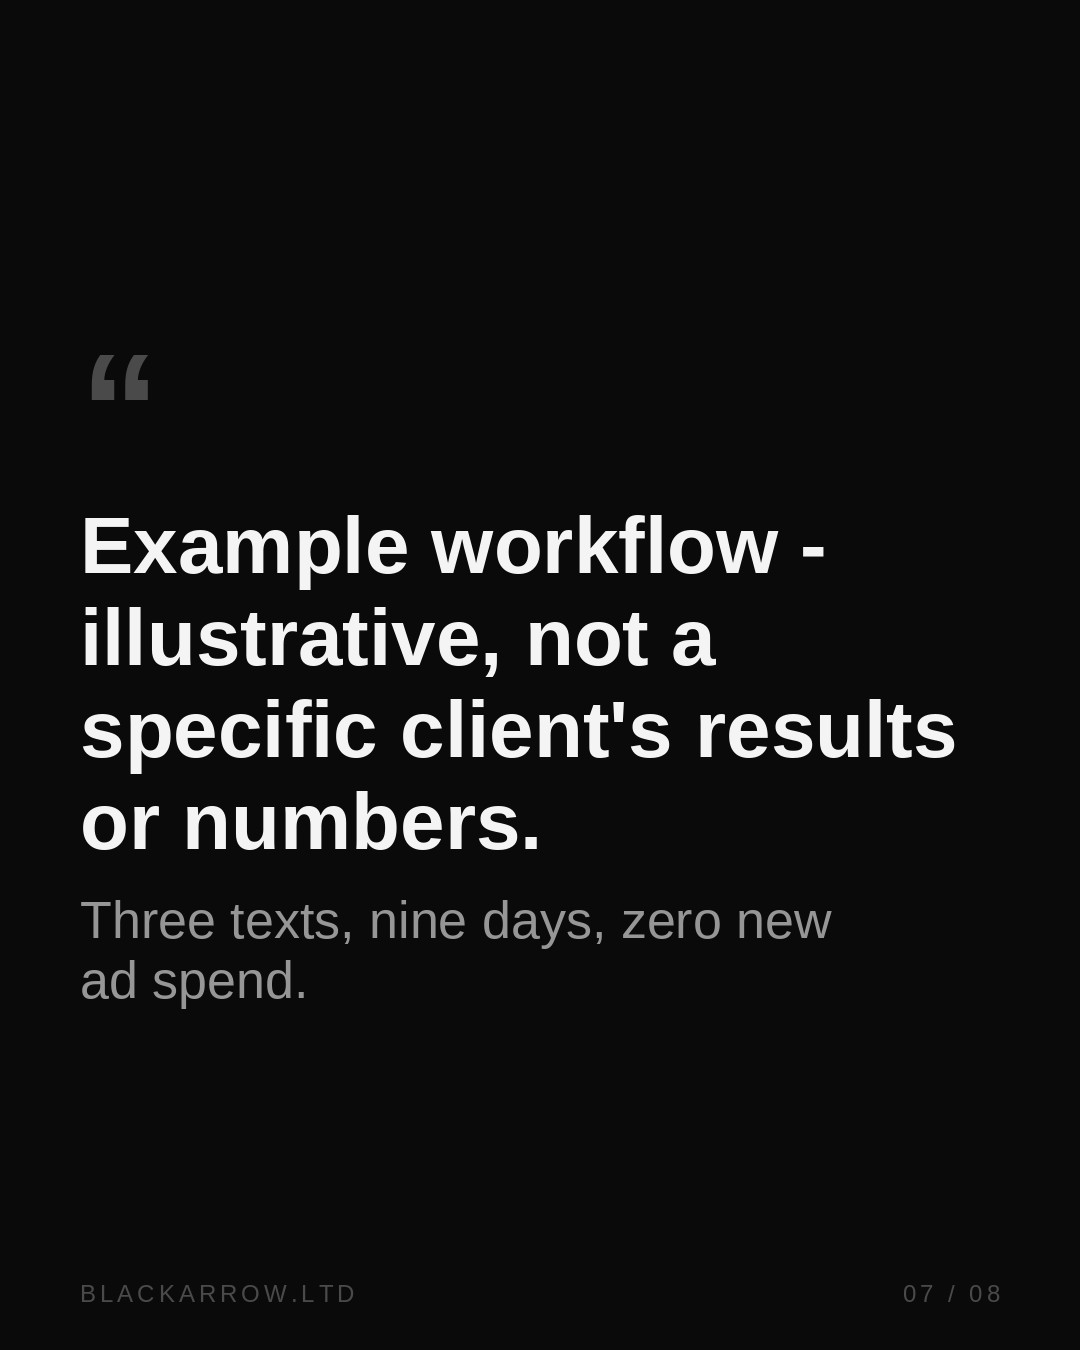 “
Example workflow -
illustrative, not a
specific client's results
or numbers.
Three texts, nine days, zero new
ad spend.
BLACKARROW.LTD
07 / 08